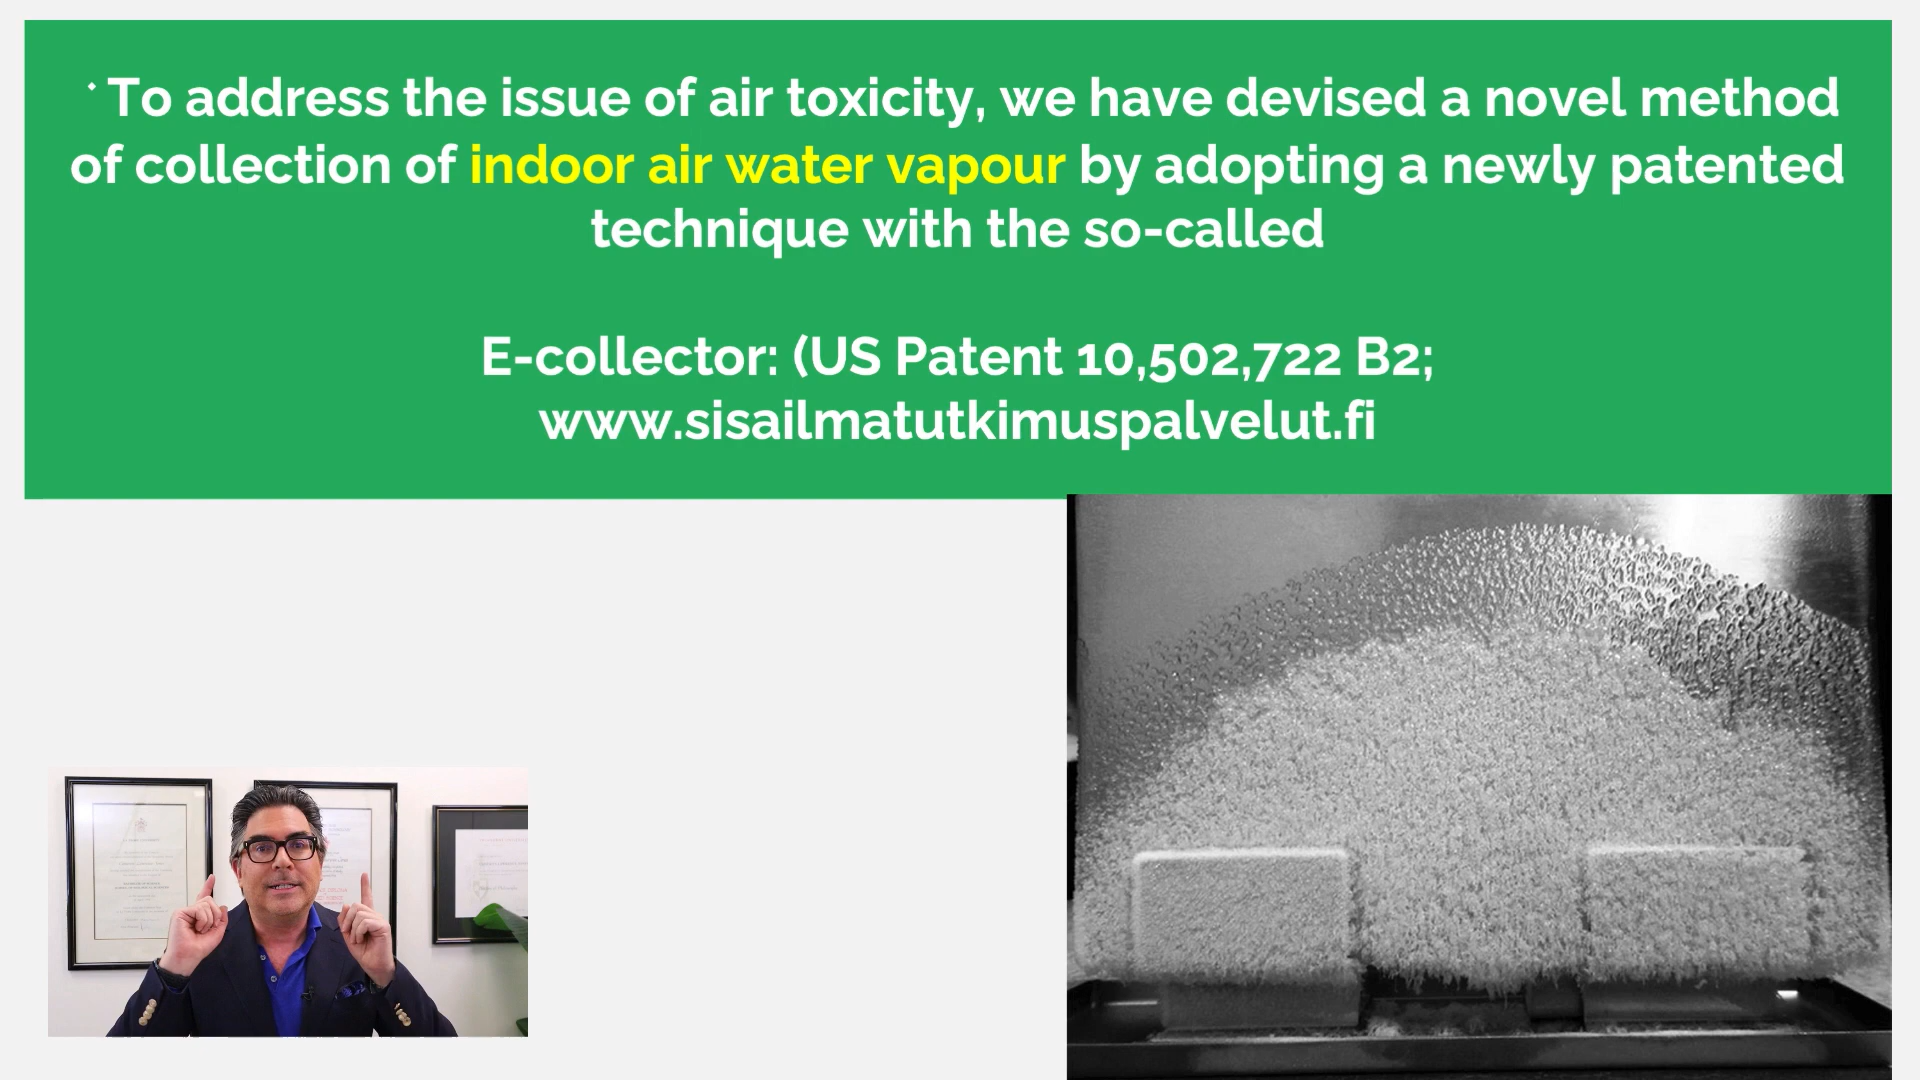 To address the issue of air toxicity, we have devised a novel method
of collection of indoor air water vapour by adopting a newly patented
technique with the so-called
E-collector: (US Patent 10,502,722 B2;
www.sisailmatutkimuspalvelut.fi